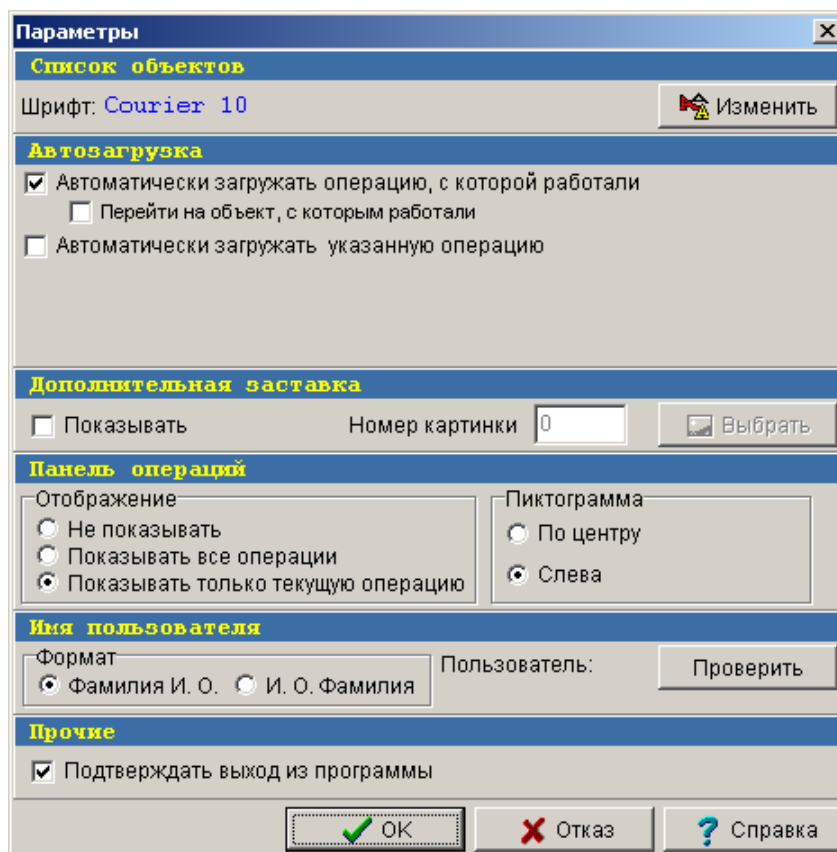 Параметры
Список объектов
Шрифт: Courier 10 Изменить
Автозагрузка
Автоматически загружать операцию, с которой работали
Перейти на объект, с которым работали
Автоматически загружать указанную операцию
Дополнительная заставка
Показывать Номер картинки 0 Выбрать
Панель операций
Отображение Пиктограмма
Не показывать По центру
Показывать все операции
Показывать только текущую операцию Слева
Имя пользователя
Формат Пользователь: Проверить
Фамилия И. О. И. О. Фамилия
Прочие
Подтверждать выход из программы
OK Отказ Справка